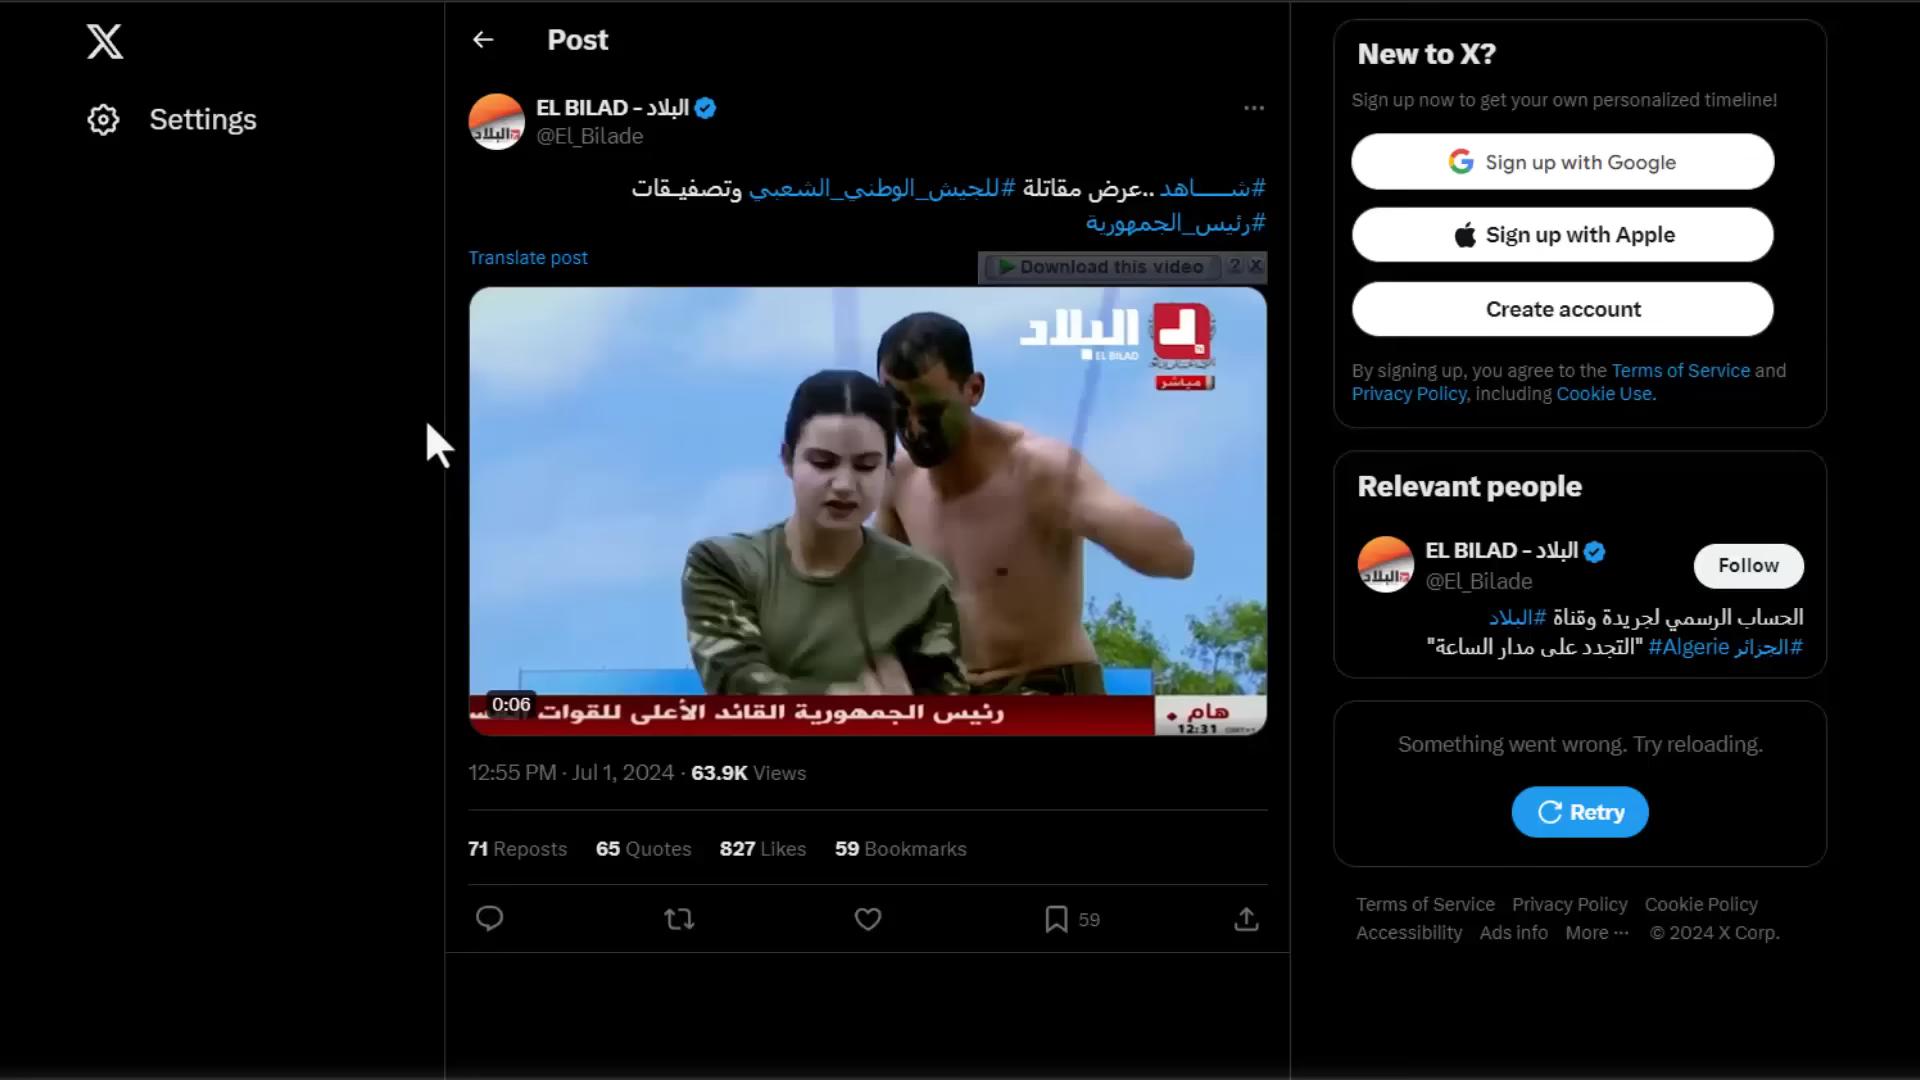 Settings
Post
EL BILAD - البلاد
@El_Bilade
#شــــاهد ..عرض مقاتلة #للجيش_الوطني_الشعبي وتصفيـقات
#رئيس_الجمهورية
Translate post
Download this video ? X
البلاد
EL BILAD
مباشر
0:06
رئيس الجمهورية القائد الأعلى للقوات
هام
12:31
12:55 PM · Jul 1, 2024 · 63.9K Views
71 Reposts 65 Quotes 827 Likes 59 Bookmarks
59
New to X?
Sign up now to get your own personalized timeline!
Sign up with Google
Sign up with Apple
Create account
By signing up, you agree to the Terms of Service and
Privacy Policy, including Cookie Use.
Relevant people
EL BILAD - البلاد
@El_Bilade
Follow
الحساب الرسمي لجريدة وقناة #البلاد
#الجزائر #Algerie "التجدد على مدار الساعة"
Something went wrong. Try reloading.
Retry
Terms of Service Privacy Policy Cookie Policy
Accessibility Ads info More ··· © 2024 X Corp.